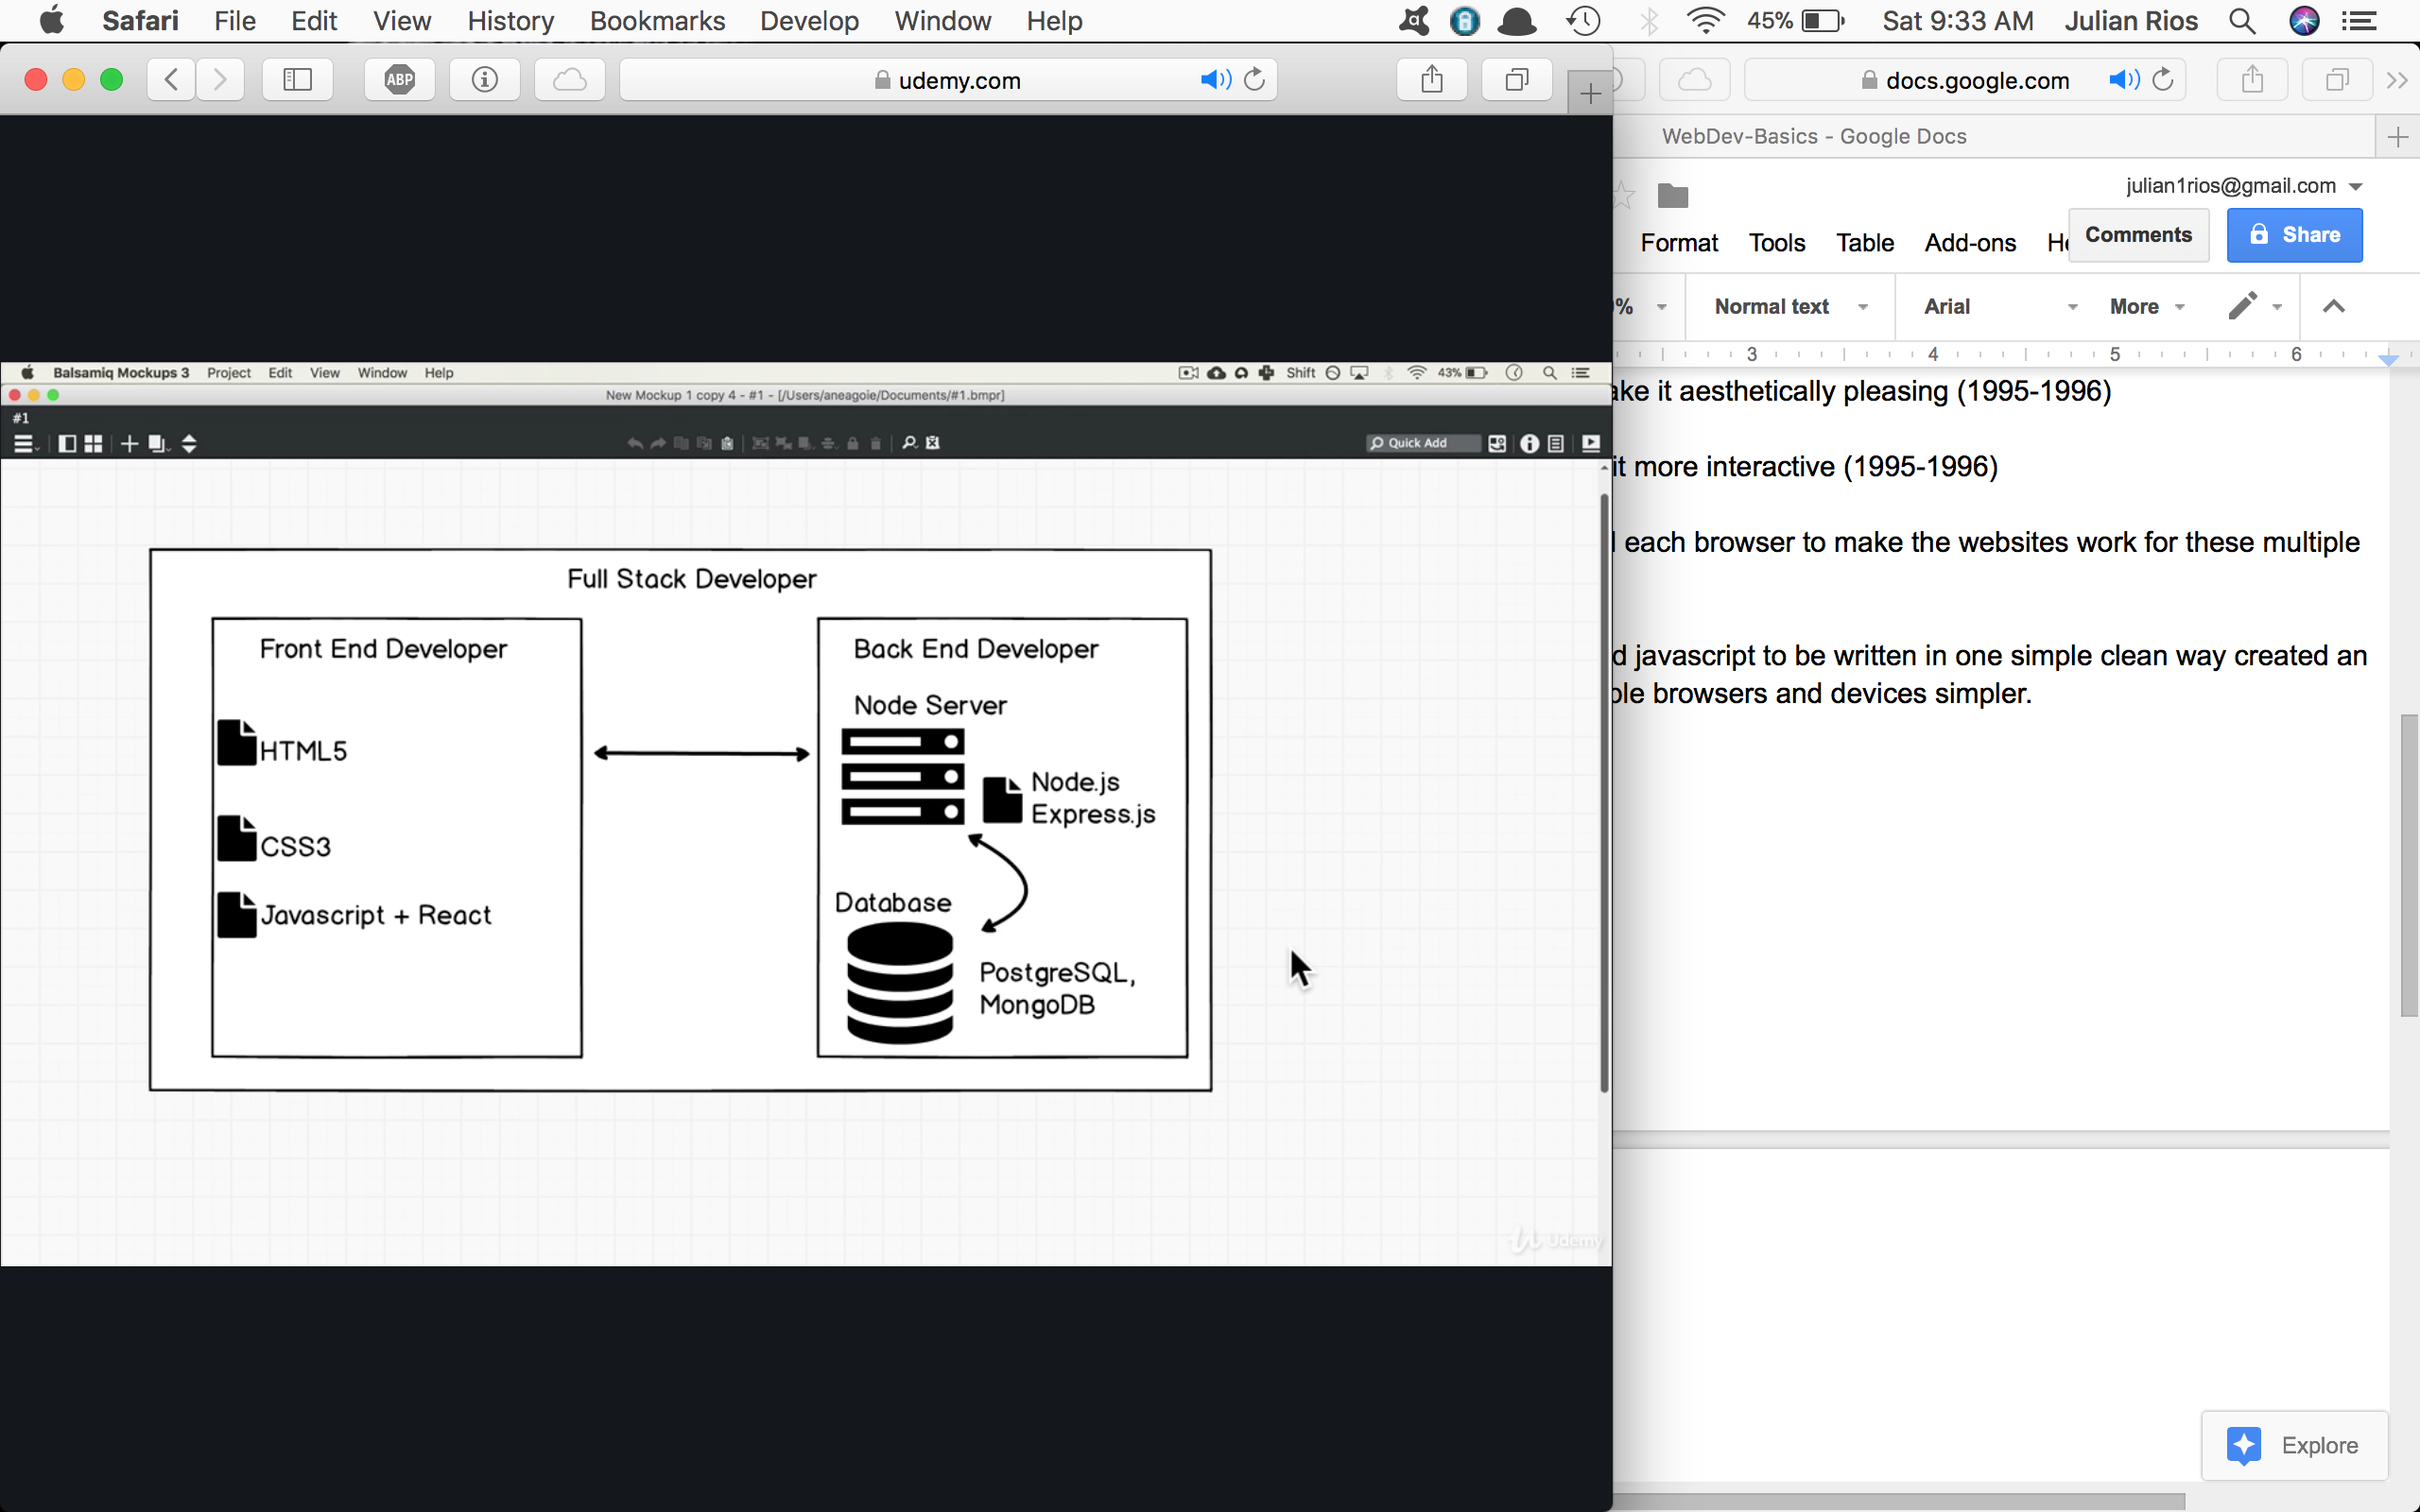 Safari File Edit View History Bookmarks Develop Window Help 45% Sat 9:33 AM Julian Rios
ABP udemy.com
docs.google.com
WebDev-Basics - Google Docs
julian1rios@gmail.com
Format Tools Table Add-ons Comments Share
% Normal text Arial More
3 4 5 6
Balsamiq Mockups 3 Project Edit View Window Help Shift 43%
New Mockup 1 copy 4 - #1 - [/Users/aneagoie/Documents/#1.bmpr]
#1
Quick Add
Full Stack Developer
Front End Developer
HTML5
CSS3
Javascript + React
Back End Developer
Node Server
Node.js
Express.js
Database
PostgreSQL,
MongoDB
Udemy
ke it aesthetically pleasing (1995-1996)
it more interactive (1995-1996)
each browser to make the websites work for these multiple
d javascript to be written in one simple clean way created an
ble browsers and devices simpler.
Explore